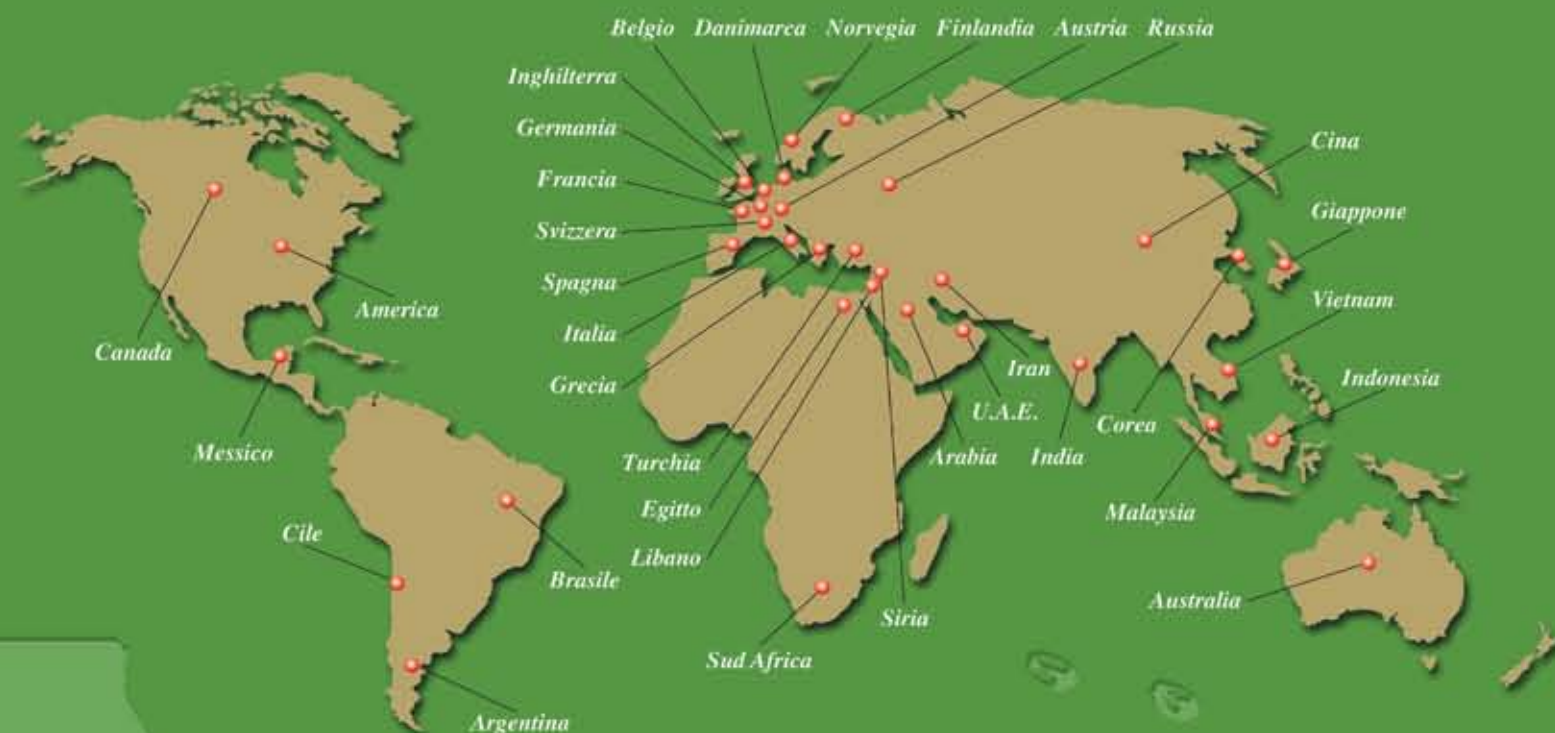 Belgio Danimarca Norvegia Finlandia Austria Russia
Inghilterra
Germania
Francia
Svizzera
Spagna
Italia
Grecia
Turchia
Egitto
Libano
Siria
Sud Africa
Canada
America
Messico
Cile
Brasile
Argentina
Cina
Giappone
Vietnam
Indonesia
Iran
U.A.E.
Arabia
India
Corea
Malaysia
Australia